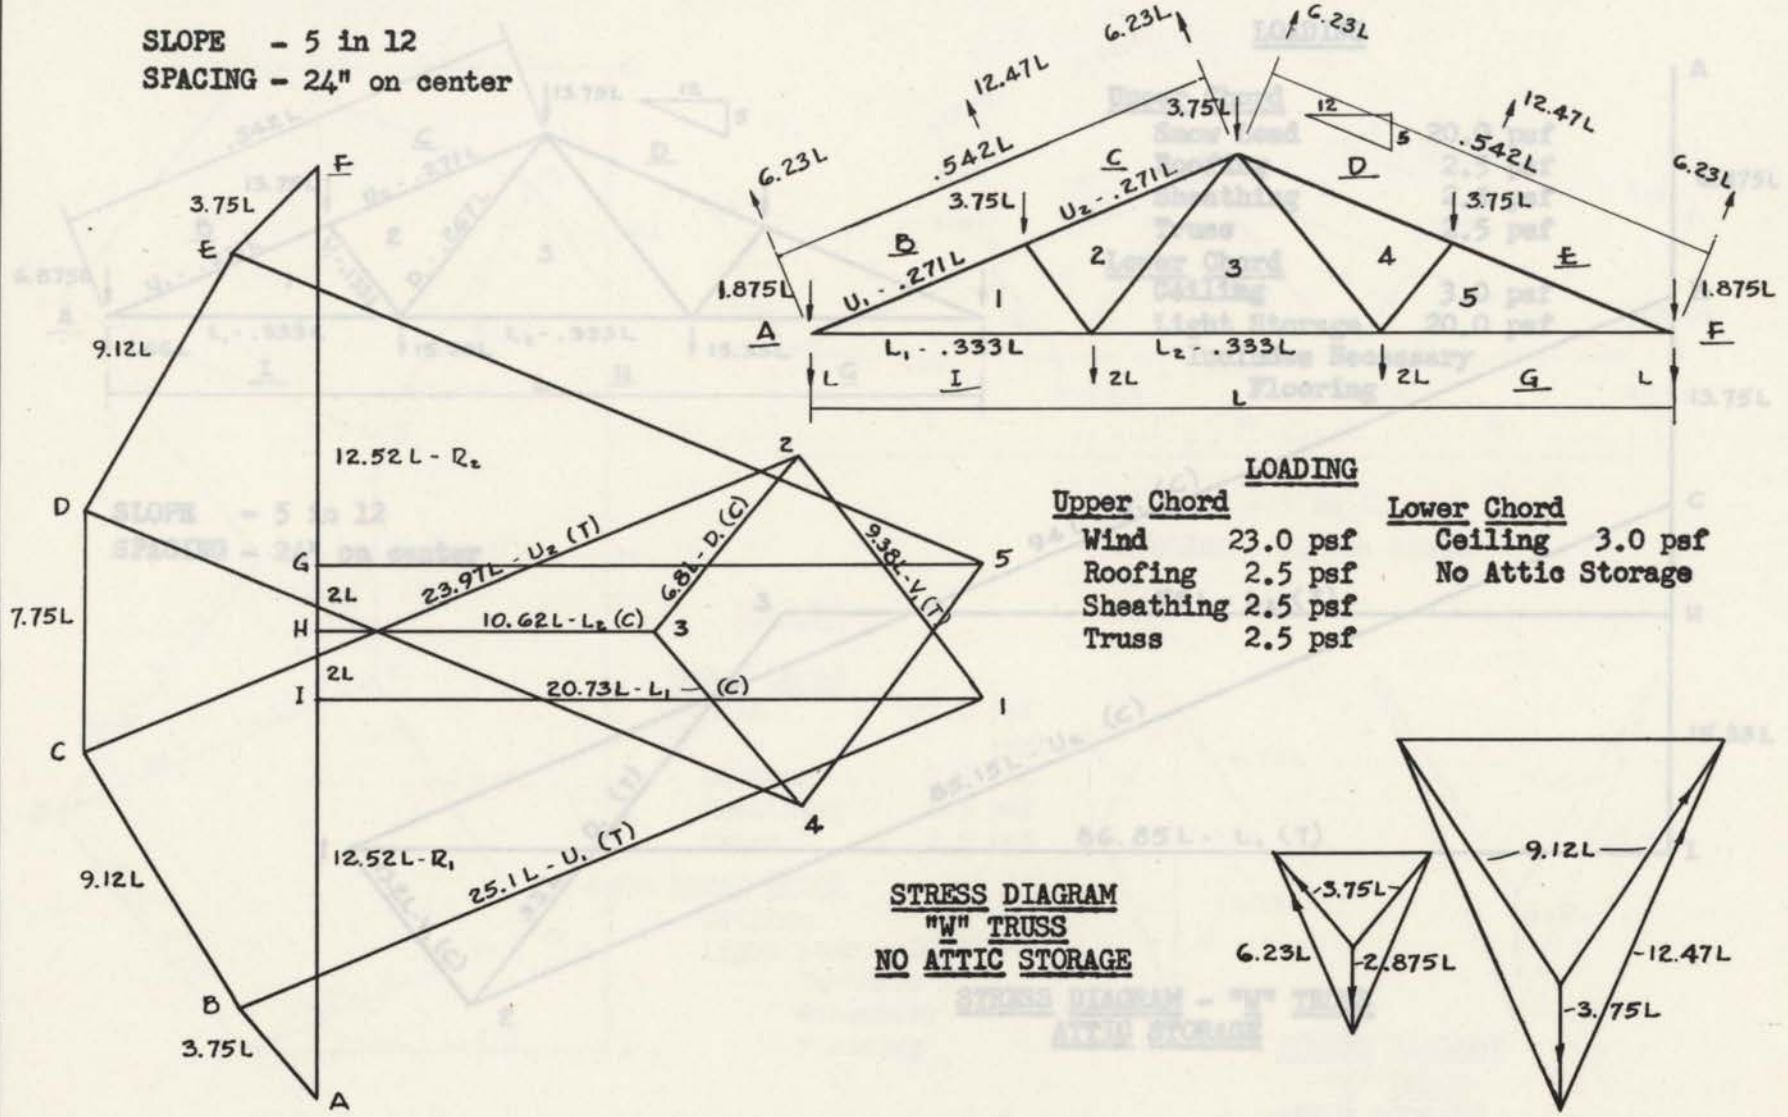 SLOPE - 5 in 12
SPACING - 24" on center
6.23L
6.23L
12.47L
3.75L
12
5
12.47L
6.23L
.542L
C
D
.542L
6.23L
3.75L
U2 - .271L
3.75L
B
U1 - .271L
2
3
4
E
1.875L
1
5
1.875L
A
L1 - .333L
L2 - .333L
F
L
I
2L
2L
G
L
L
F
3.75L
E
9.12L
12.52L - R2
D
2
23.97L - U2 (T)
6.8L - D1 (C)
9.38L - V1 (T)
G
5
2L
7.75L
H
10.62L - L2 (C)
3
2L
I
20.73L - L1 - (C)
1
C
4
12.52L - R1
25.1L - U1 (T)
9.12L
B
3.75L
A
LOADING
Upper Chord
Wind 23.0 psf
Roofing 2.5 psf
Sheathing 2.5 psf
Truss 2.5 psf
Lower Chord
Ceiling 3.0 psf
No Attic Storage
STRESS DIAGRAM
"W" TRUSS
NO ATTIC STORAGE
3.75L
6.23L
2.875L
9.12L
12.47L
3.75L